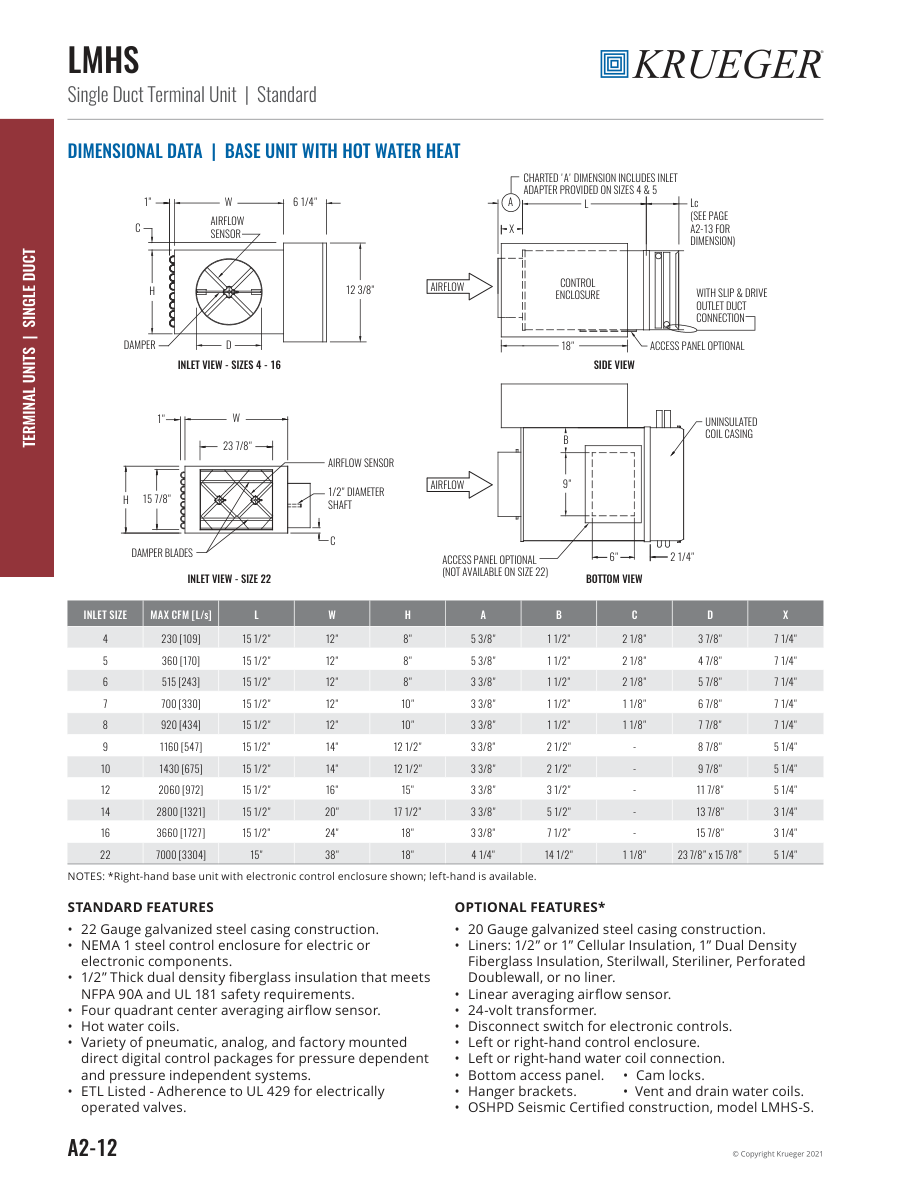 LMHS
Single Duct Terminal Unit | Standard
KRUEGER
TERMINAL UNITS | SINGLE DUCT
DIMENSIONAL DATA | BASE UNIT WITH HOT WATER HEAT
1"
W
6 1/4"
C
AIRFLOW
SENSOR
H
12 3/8"
DAMPER
D
INLET VIEW - SIZES 4 - 16
CHARTED 'A' DIMENSION INCLUDES INLET
ADAPTER PROVIDED ON SIZES 4 & 5
A
L
Lc
(SEE PAGE
A2-13 FOR
DIMENSION)
X
AIRFLOW
CONTROL
ENCLOSURE
WITH SLIP & DRIVE
OUTLET DUCT
CONNECTION
18"
ACCESS PANEL OPTIONAL
SIDE VIEW
1"
W
23 7/8"
AIRFLOW SENSOR
H
15 7/8"
1/2" DIAMETER
SHAFT
C
DAMPER BLADES
INLET VIEW - SIZE 22
UNINSULATED
COIL CASING
B
AIRFLOW
9"
ACCESS PANEL OPTIONAL
(NOT AVAILABLE ON SIZE 22)
6"
2 1/4"
BOTTOM VIEW
INLET SIZE MAX CFM [L/s] L W H A B C D X
4 230 [109] 15 1/2" 12" 8" 5 3/8" 1 1/2" 2 1/8" 3 7/8" 7 1/4"
5 360 [170] 15 1/2" 12" 8" 5 3/8" 1 1/2" 2 1/8" 4 7/8" 7 1/4"
6 515 [243] 15 1/2" 12" 8" 3 3/8" 1 1/2" 2 1/8" 5 7/8" 7 1/4"
7 700 [330] 15 1/2" 12" 10" 3 3/8" 1 1/2" 1 1/8" 6 7/8" 7 1/4"
8 920 [434] 15 1/2" 12" 10" 3 3/8" 1 1/2" 1 1/8" 7 7/8" 7 1/4"
9 1160 [547] 15 1/2" 14" 12 1/2" 3 3/8" 2 1/2" - 8 7/8" 5 1/4"
10 1430 [675] 15 1/2" 14" 12 1/2" 3 3/8" 2 1/2" - 9 7/8" 5 1/4"
12 2060 [972] 15 1/2" 16" 15" 3 3/8" 3 1/2" - 11 7/8" 5 1/4"
14 2800 [1321] 15 1/2" 20" 17 1/2" 3 3/8" 5 1/2" - 13 7/8" 3 1/4"
16 3660 [1727] 15 1/2" 24" 18" 3 3/8" 7 1/2" - 15 7/8" 3 1/4"
22 7000 [3304] 15" 38" 18" 4 1/4" 14 1/2" 1 1/8" 23 7/8" x 15 7/8" 5 1/4"
NOTES: *Right-hand base unit with electronic control enclosure shown; left-hand is available.
STANDARD FEATURES
• 22 Gauge galvanized steel casing construction.
• NEMA 1 steel control enclosure for electric or
electronic components.
• 1/2" Thick dual density fiberglass insulation that meets
NFPA 90A and UL 181 safety requirements.
• Four quadrant center averaging airflow sensor.
• Hot water coils.
• Variety of pneumatic, analog, and factory mounted
direct digital control packages for pressure dependent
and pressure independent systems.
• ETL Listed - Adherence to UL 429 for electrically
operated valves.
OPTIONAL FEATURES*
• 20 Gauge galvanized steel casing construction.
• Liners: 1/2" or 1" Cellular Insulation, 1" Dual Density
Fiberglass Insulation, Sterilwall, Steriliner, Perforated
Doublewall, or no liner.
• Linear averaging airflow sensor.
• 24-volt transformer.
• Disconnect switch for electronic controls.
• Left or right-hand control enclosure.
• Left or right-hand water coil connection.
• Bottom access panel. • Cam locks.
• Hanger brackets. • Vent and drain water coils.
• OSHPD Seismic Certified construction, model LMHS-S.
A2-12
© Copyright Krueger 2021